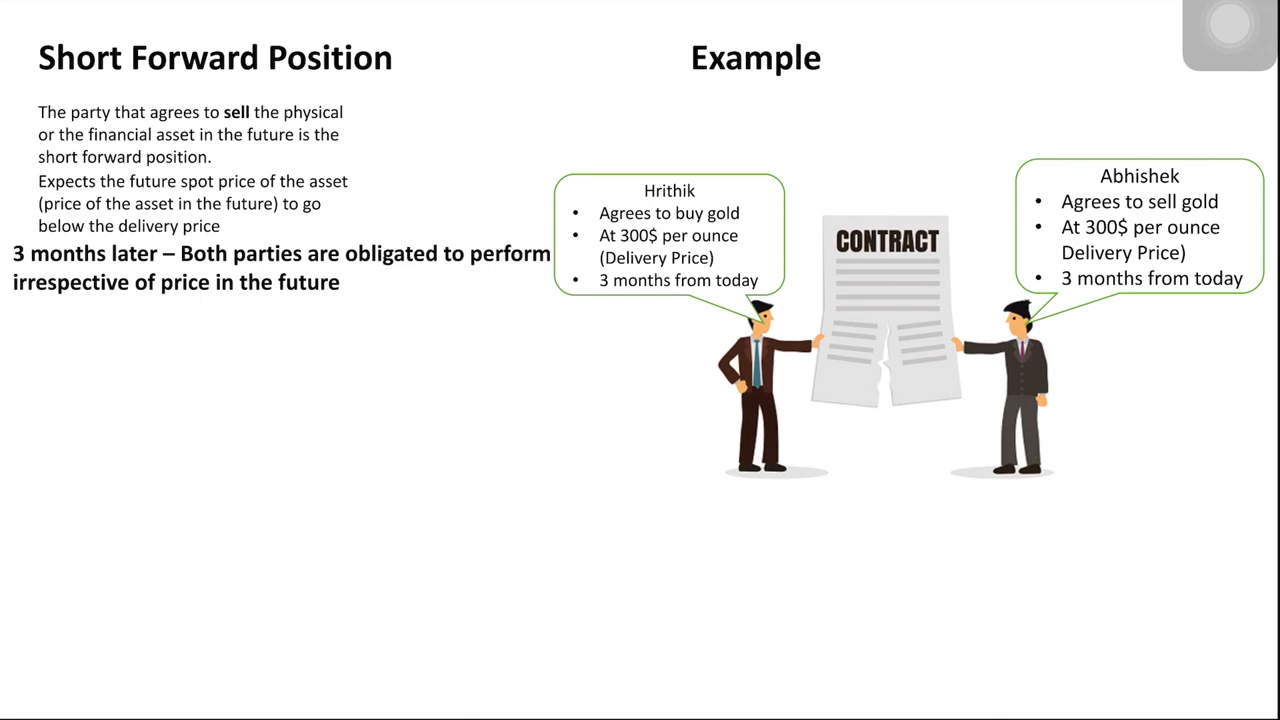 Short Forward Position
The party that agrees to sell the physical
or the financial asset in the future is the
short forward position.
Expects the future spot price of the asset
(price of the asset in the future) to go
below the delivery price
3 months later – Both parties are obligated to perform
irrespective of price in the future
Example
Hrithik
• Agrees to buy gold
• At 300$ per ounce
(Delivery Price)
• 3 months from today
CONTRACT
Abhishek
• Agrees to sell gold
• At 300$ per ounce
Delivery Price)
• 3 months from today